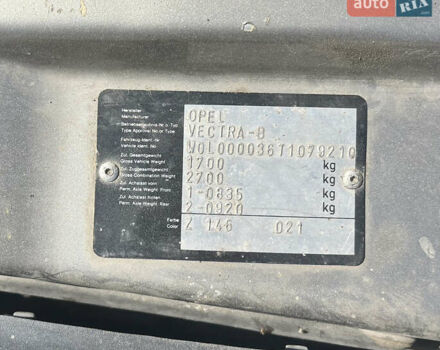 auto RIA
Hersteller OPEL
Manufacturer
Betriebserlaubnis Nr.o. Typ VECTRA-B
Type Approval No. or Type
Fahrzeug-Ident.-Nr. W0L000036T1079210
Vehicle Ident. No.
Zul. Gesamtgewicht 1700 kg
Gross Vehicle Weight
Zul. Zuggesamtgewicht 2700 kg
Gross Combination Weight
Zul. Achslast vorn 1-0835 kg
Perm. Axle Weight Front
Zul. Achslast hinten 2-0920 kg
Perm. Axle Weight Rear
Farbe Z 146 021
Color